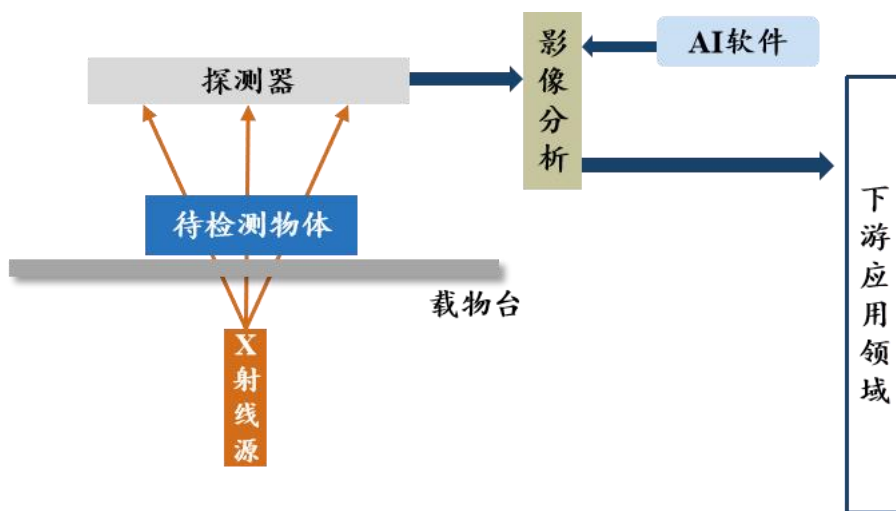 探测器
待检测物体
载物台
X射线源
影像分析
AI软件
下游应用领域